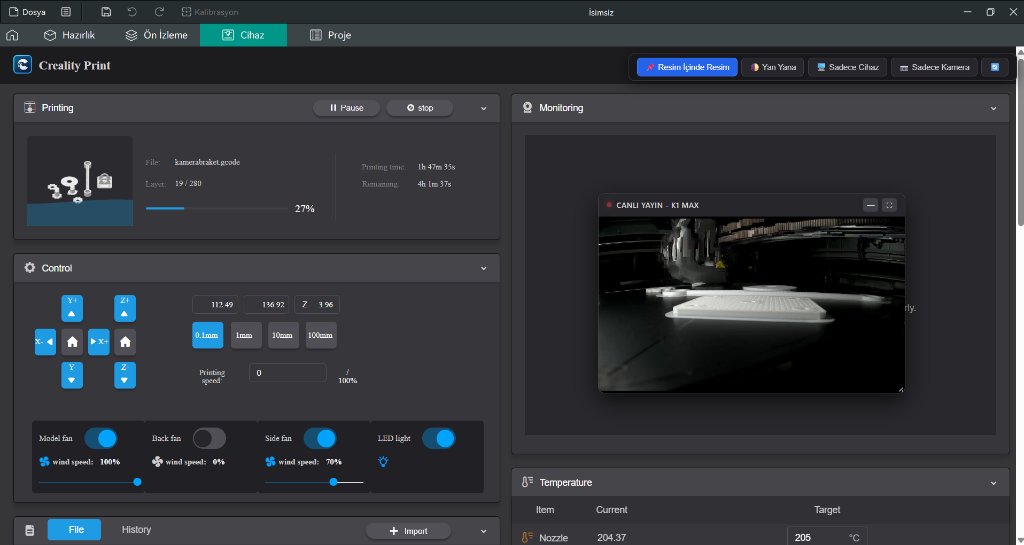 Dosya
Kalibrasyon
İsimsiz
Hazırlık
Ön İzleme
Cihaz
Proje
Creality Print
Resim İçinde Resim
Yan Yana
Sadece Cihaz
Sadece Kamera
Printing
Pause
stop
File: kamerabraket.gcode
Layer: 19 / 280
27%
Printing time: 1h 47m 35s
Remaning: 4h 1m 37s
Monitoring
CANLI YAYIN - K1 MAX
rly.
Control
Y+
Z+
X-
X+
Y
Z
112.49 136.92 Z 3.96
0.1mm 1mm 10mm 100mm
Printing speed: 0 / 100%
Model fan
wind speed: 100%
Back fan
wind speed: 0%
Side fan
wind speed: 70%
LED light
File
History
Import
Temperature
Item Current Target
Nozzle 204.37 205 °C